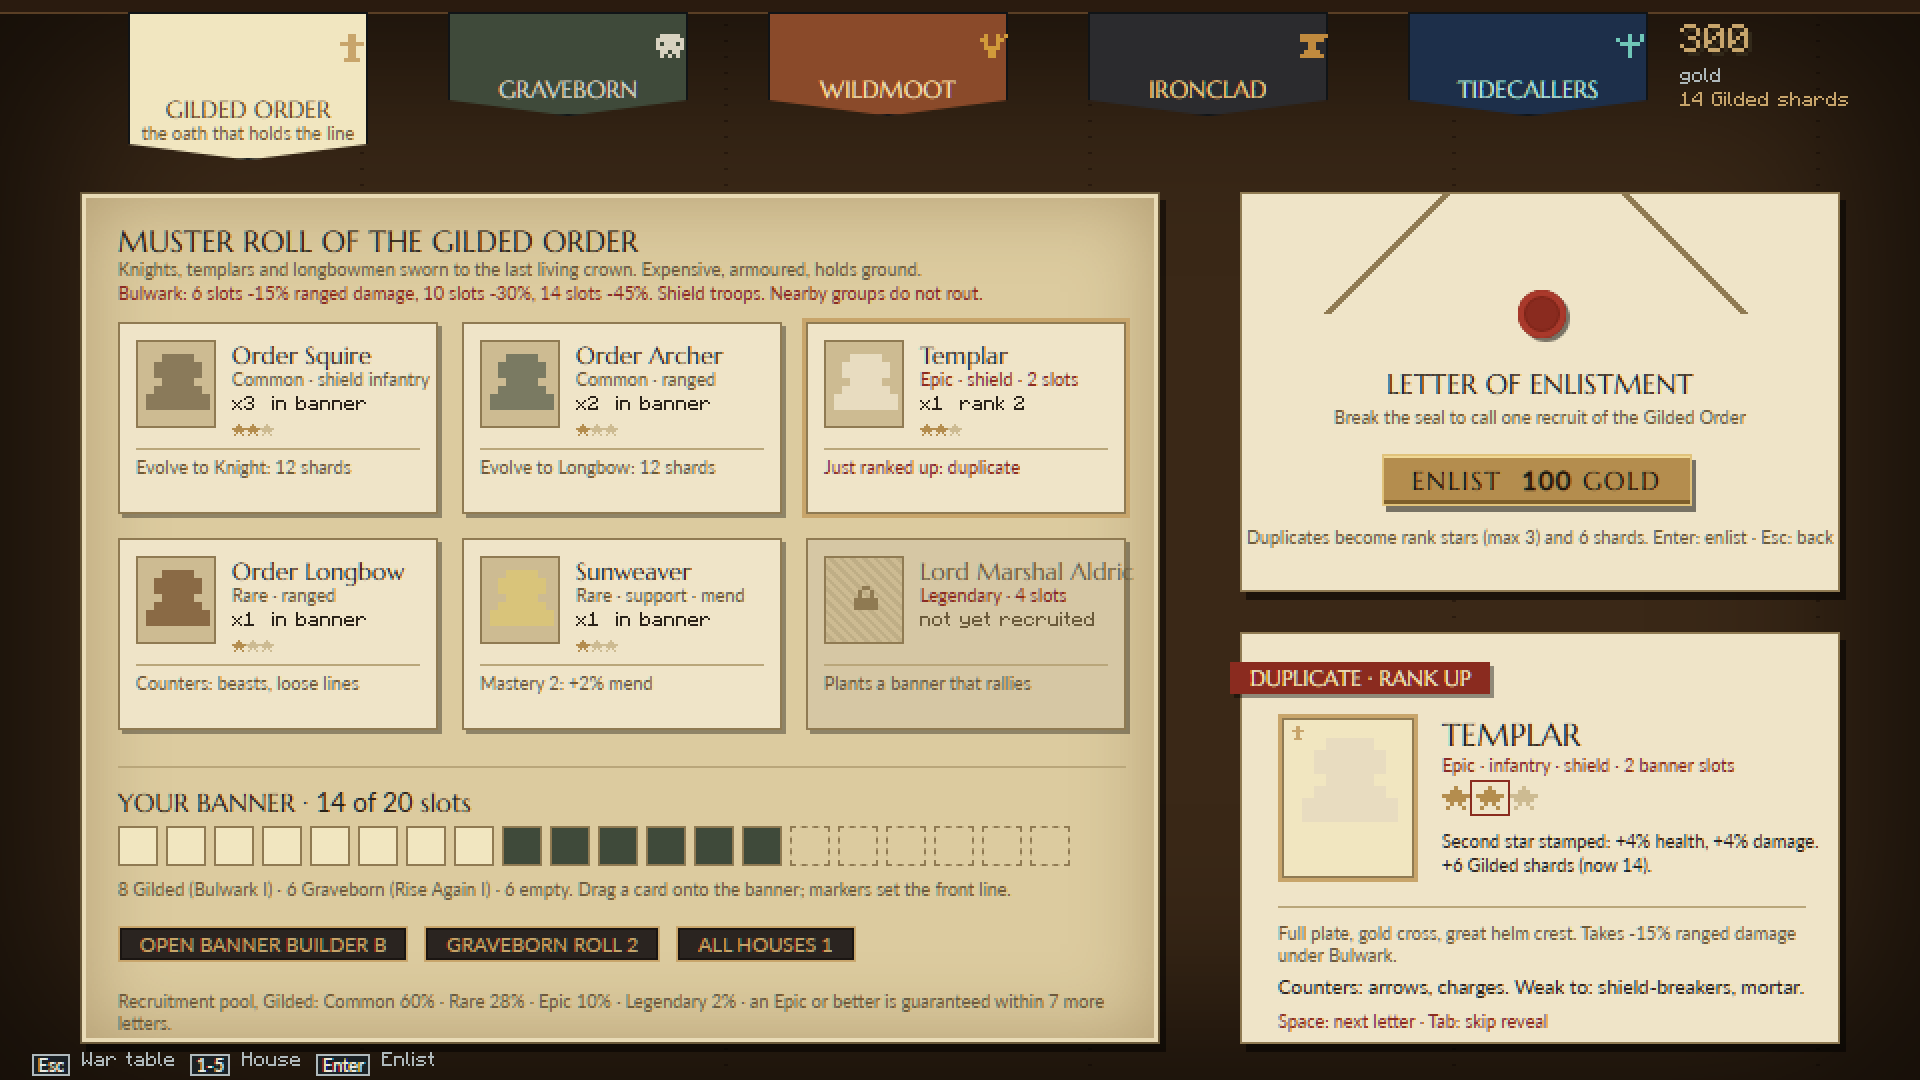 GILDED ORDER
the oath that holds the line
GRAVEBORN
WILDMOOT
IRONCLAD
TIDECALLERS
300
gold
14 Gilded shards
MUSTER ROLL OF THE GILDED ORDER
Knights, templars and longbowmen sworn to the last living crown. Expensive, armoured, holds ground.
Bulwark: 6 slots -15% ranged damage, 10 slots -30%, 14 slots -45%. Shield troops. Nearby groups do not rout.
Order Squire
Common · shield infantry
x3 in banner
Evolve to Knight: 12 shards
Order Archer
Common · ranged
x2 in banner
Evolve to Longbow: 12 shards
Templar
Epic · shield · 2 slots
x1 rank 2
Just ranked up: duplicate
Order Longbow
Rare · ranged
x1 in banner
Counters: beasts, loose lines
Sunweaver
Rare · support · mend
x1 in banner
Mastery 2: +2% mend
Lord Marshal Aldric
Legendary · 4 slots
not yet recruited
Plants a banner that rallies
YOUR BANNER · 14 of 20 slots
8 Gilded (Bulwark I) · 6 Graveborn (Rise Again I) · 6 empty. Drag a card onto the banner; markers set the front line.
OPEN BANNER BUILDER B
GRAVEBORN ROLL 2
ALL HOUSES 1
Recruitment pool, Gilded: Common 60% · Rare 28% · Epic 10% · Legendary 2% · an Epic or better is guaranteed within 7 more
letters.
LETTER OF ENLISTMENT
Break the seal to call one recruit of the Gilded Order
ENLIST 100 GOLD
Duplicates become rank stars (max 3) and 6 shards. Enter: enlist · Esc: back
DUPLICATE · RANK UP
TEMPLAR
Epic · infantry · shield · 2 banner slots
Second star stamped: +4% health, +4% damage.
+6 Gilded shards (now 14).
Full plate, gold cross, great helm crest. Takes -15% ranged damage
under Bulwark.
Counters: arrows, charges. Weak to: shield-breakers, mortar.
Space: next letter · Tab: skip reveal
Esc War table 1-5 House Enter Enlist